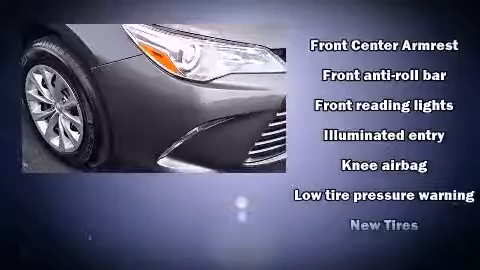 Front Center Armrest
Front anti-roll bar
Front reading lights
Illuminated entry
Knee airbag
Low tire pressure warning
New Tires